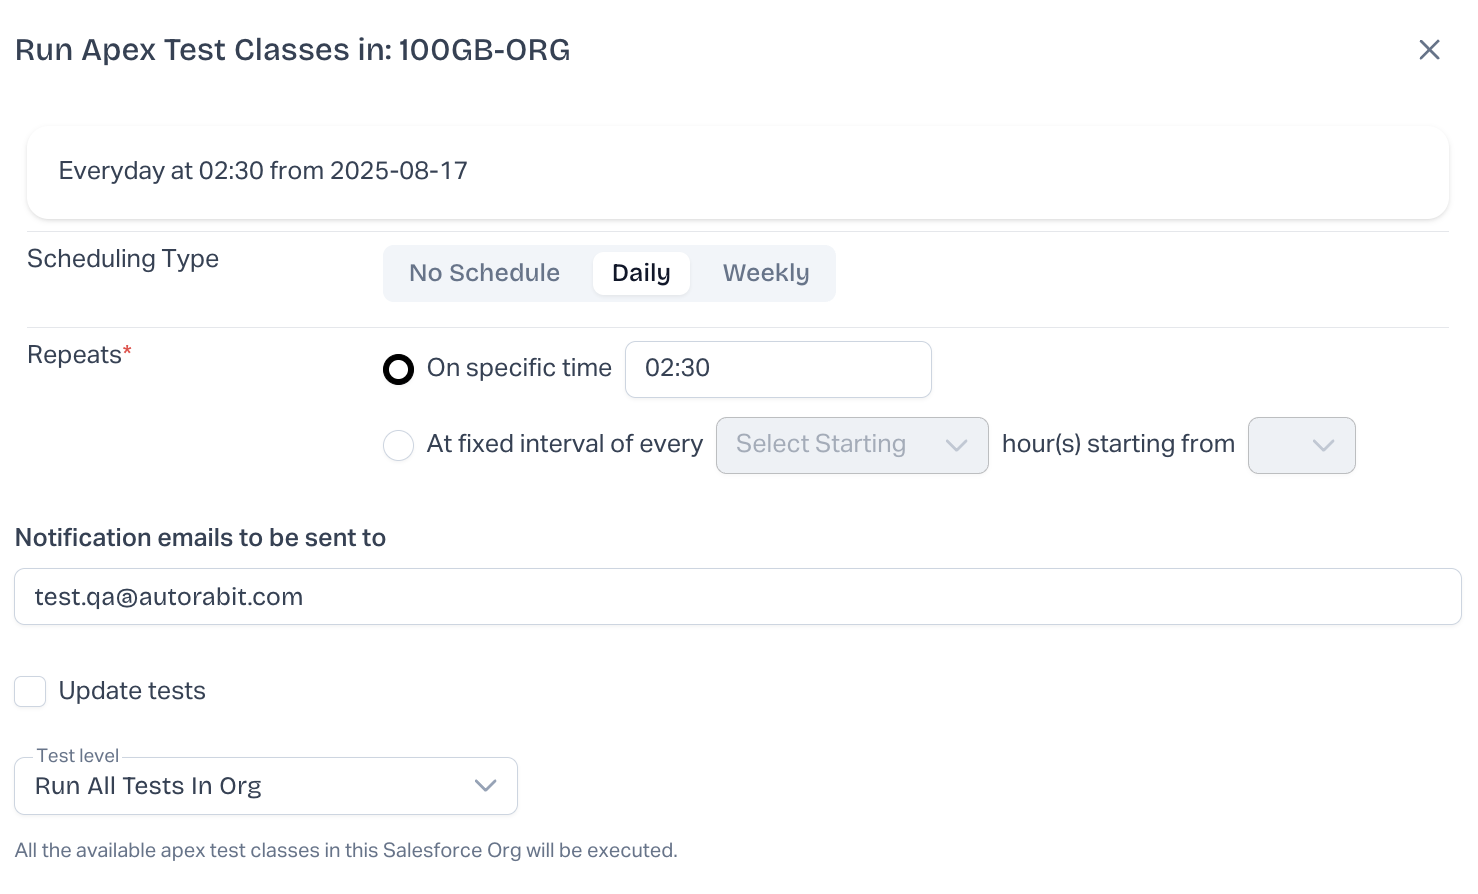 Run Apex Test Classes in: 100GB-ORG
Everyday at 02:30 from 2025-08-17
Scheduling Type
No Schedule Daily Weekly
Repeats*
On specific time 02:30
At fixed interval of every Select Starting hour(s) starting from
Notification emails to be sent to
test.qa@autorabit.com
Update tests
Test level
Run All Tests In Org
All the available apex test classes in this Salesforce Org will be executed.